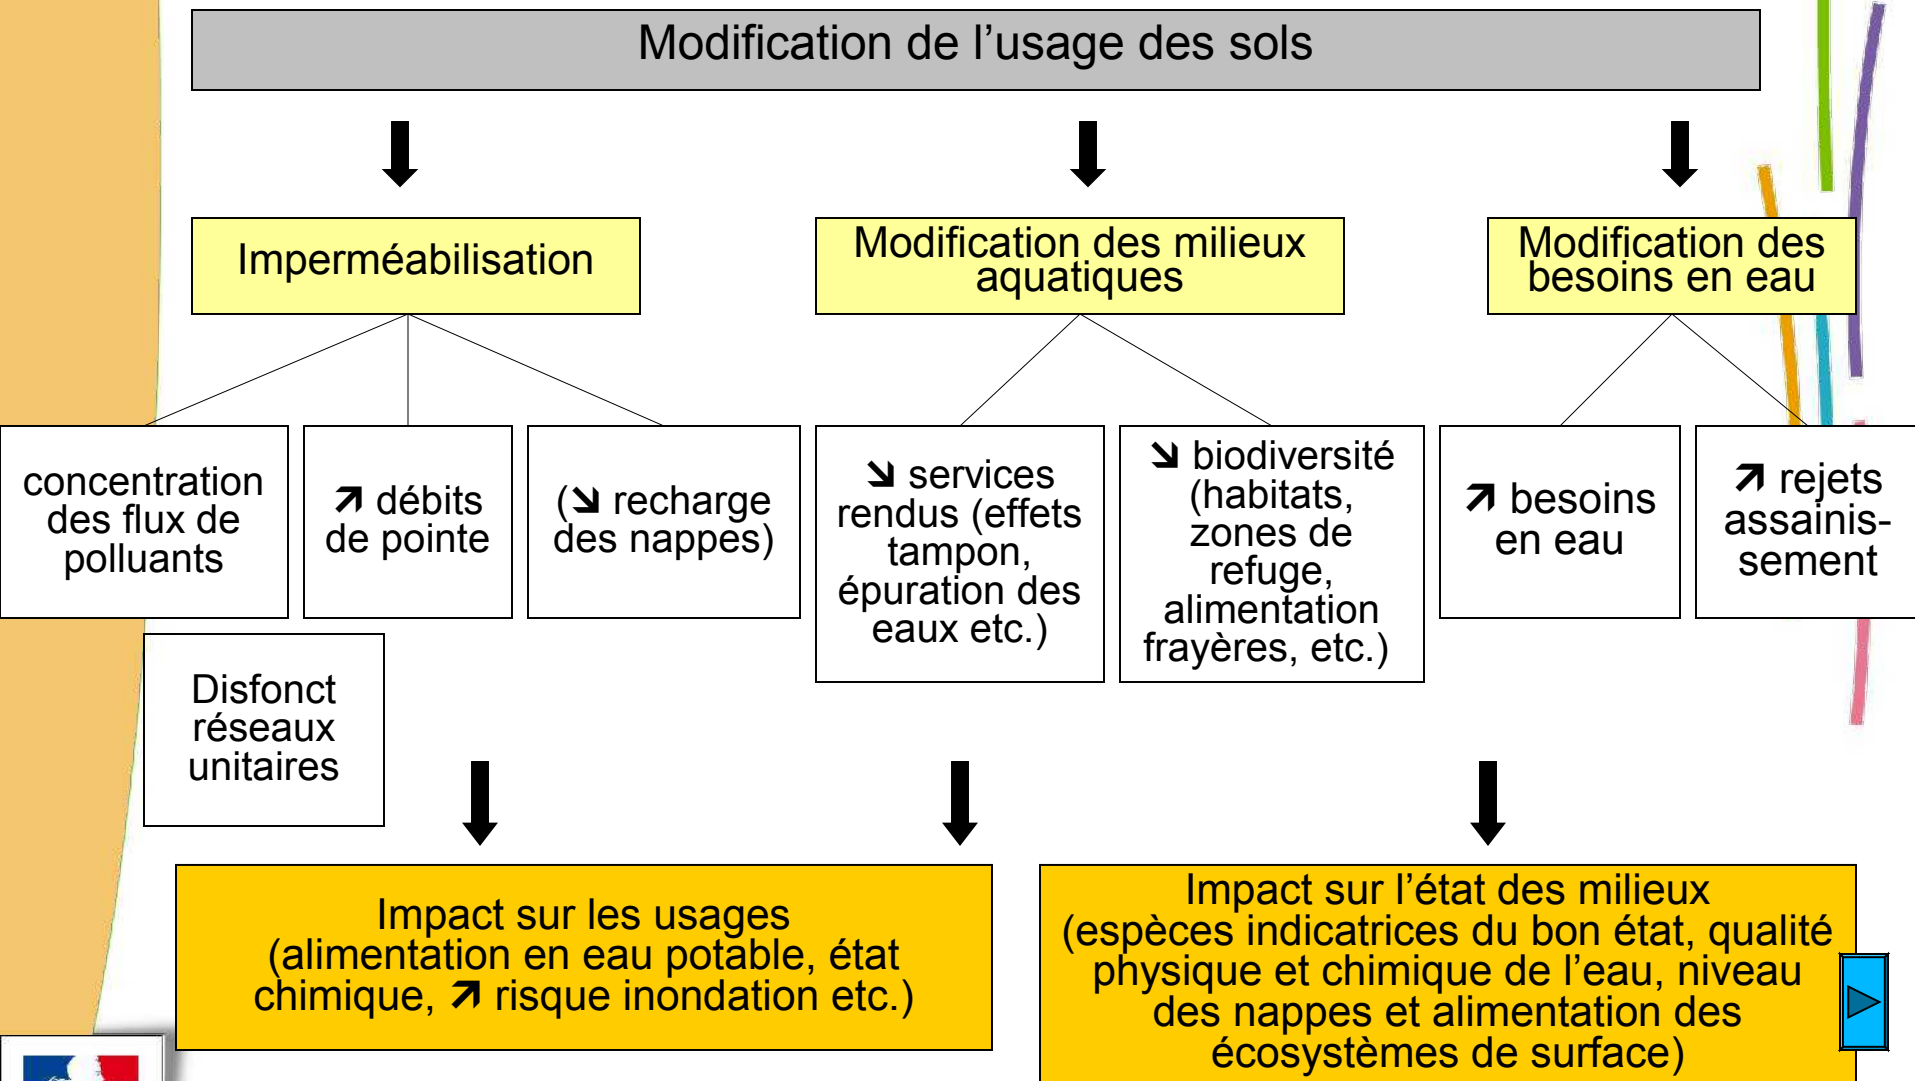 Modification de l’usage des sols
Imperméabilisation
Modification des milieux
aquatiques
Modification des
besoins en eau
concentration
des flux de
polluants
↗ débits
de pointe
(↘ recharge
des nappes)
↘ services
rendus (effets
tampon,
épuration des
eaux etc.)
↘ biodiversité
(habitats,
zones de
refuge,
alimentation
frayères, etc.)
↗ besoins
en eau
↗ rejets
assainis-
sement
Disfonct
réseaux
unitaires
Impact sur les usages
(alimentation en eau potable, état
chimique, ↗ risque inondation etc.)
Impact sur l’état des milieux
(espèces indicatrices du bon état, qualité
physique et chimique de l’eau, niveau
des nappes et alimentation des
écosystèmes de surface)